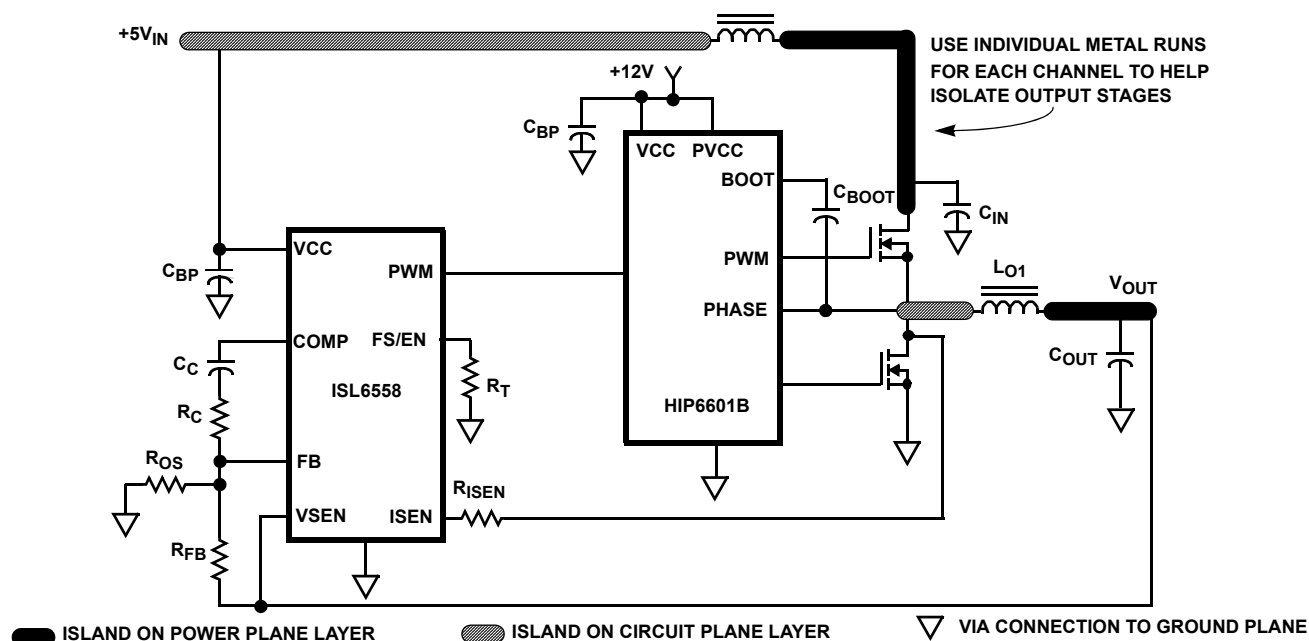 +5VIN
USE INDIVIDUAL METAL RUNS
FOR EACH CHANNEL TO HELP
ISOLATE OUTPUT STAGES
+12V
CBP
VCC PVCC
BOOT
CBOOT
CIN
VCC
CBP
PWM
PWM
LO1
VOUT
PHASE
COMP
FS/EN
CC
RT
COUT
ISL6558
HIP6601B
RC
ROS
FB
RISEN
VSEN
ISEN
RFB
ISLAND ON POWER PLANE LAYER
ISLAND ON CIRCUIT PLANE LAYER
VIA CONNECTION TO GROUND PLANE